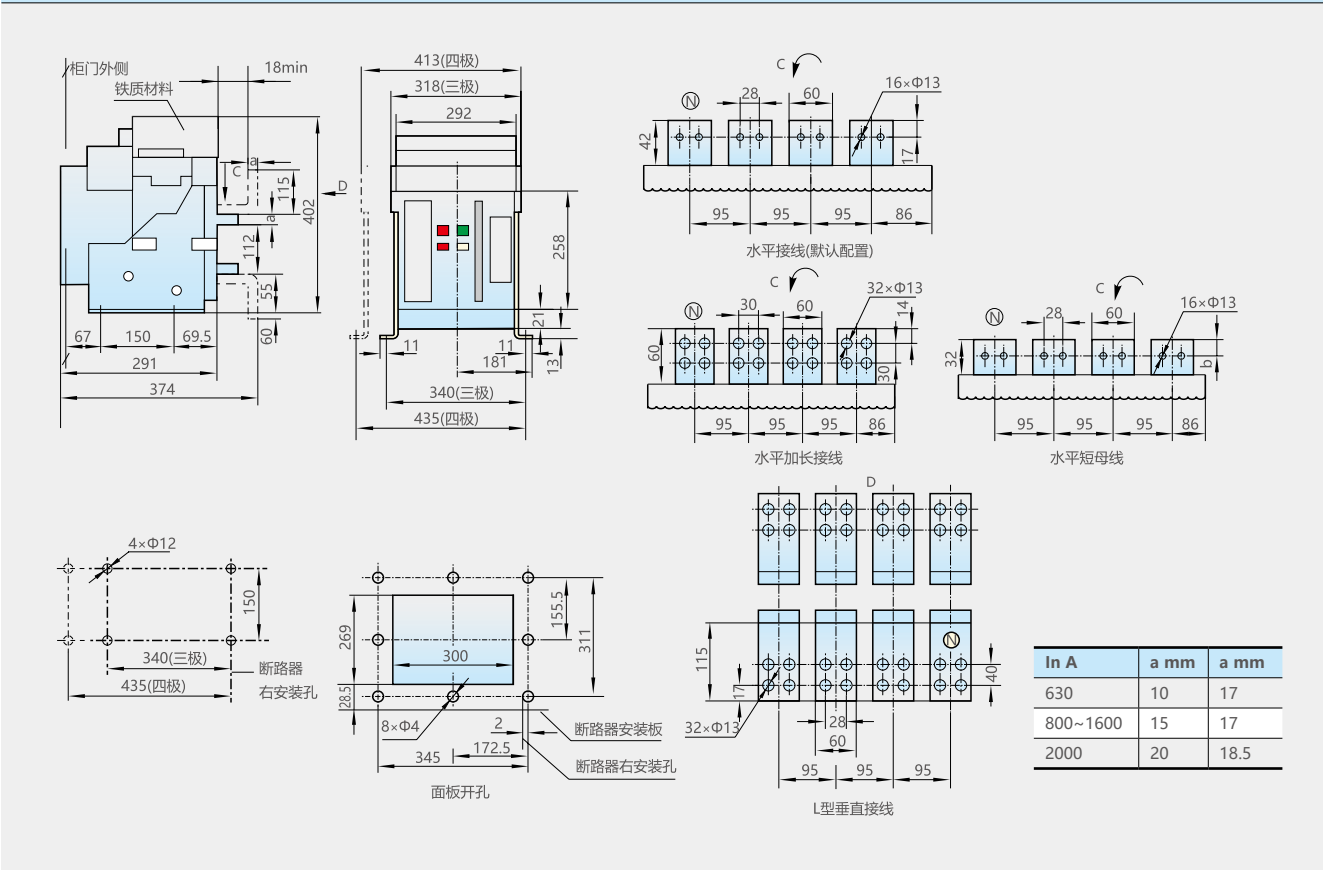 柜门外侧
18min
铁质材料
C
a
115
402
D
a
112
55
60
67
150
69.5
291
374
413(四极)
318(三极)
292
258
21
11
11
181
13
340(三极)
435(四极)
C
N
28
60
16×Φ13
42
17
95
95
95
86
水平接线(默认配置)
C
N
30
60
32×Φ13
14
60
30
95
95
95
86
水平加长接线
C
N
28
60
16×Φ13
32
b
95
95
95
86
水平短母线
4×Φ12
150
340(三极)
435(四极)
断路器
右安装孔
269
300
155.5
311
28.5
8×Φ4
2
172.5
345
断路器安装板
断路器右安装孔
面板开孔
D
N
115
17
40
32×Φ13
28
60
95
95
95
L型垂直接线
In A a mm a mm
630 10 17
800~1600 15 17
2000 20 18.5